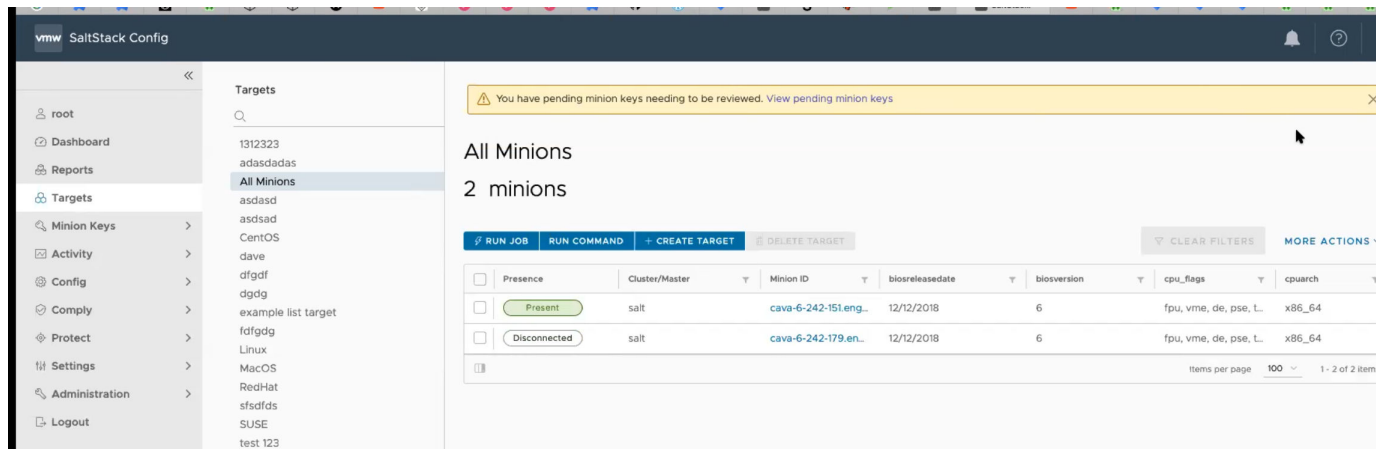 vmw SaltStack Config
root
Dashboard
Reports
Targets
Minion Keys
Activity
Config
Comply
Protect
Settings
Administration
Logout
Targets
1312323
adasdadas
All Minions
asdasd
asdsad
CentOS
dave
dfgdf
dgdg
example list target
fdfgdg
Linux
MacOS
RedHat
sfsdfds
SUSE
test 123
You have pending minion keys needing to be reviewed. View pending minion keys
All Minions
2 minions
RUN JOB RUN COMMAND + CREATE TARGET DELETE TARGET CLEAR FILTERS MORE ACTIONS
Presence Cluster/Master Minion ID biosreleasedate biosversion cpu_flags cpuarch
Present salt cava-6-242-151.eng... 12/12/2018 6 fpu, vme, de, pse, t... x86_64
Disconnected salt cava-6-242-179.en... 12/12/2018 6 fpu, vme, de, pse, t... x86_64
Items per page 100 1 - 2 of 2 item